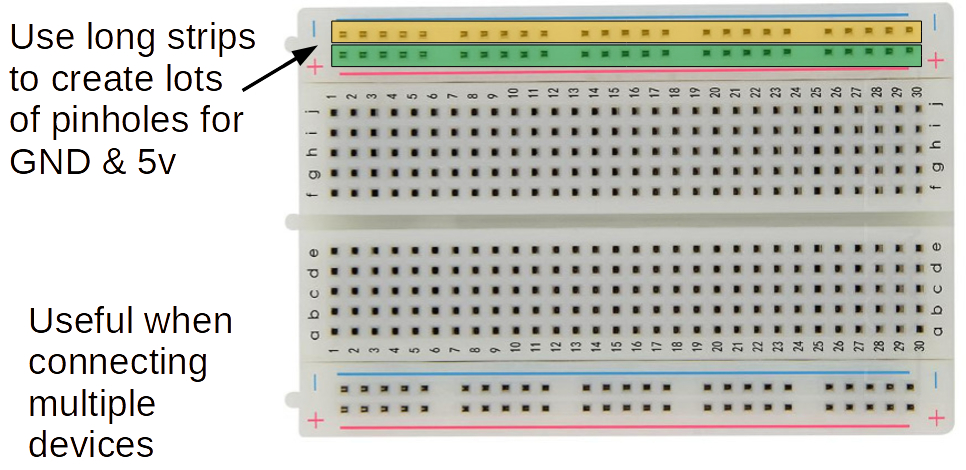 Use long strips
to create lots
of pinholes for
GND & 5v
Useful when
connecting
multiple
devices
− −
+ +
1 2 3 4 5 6 7 8 9 10 11 12 13 14 15 16 17 18 19 20 21 22 23 24 25 26 27 28 29 30
j j
i i
h h
g g
f f
e e
d d
c c
b b
a a
1 2 3 4 5 6 7 8 9 10 11 12 13 14 15 16 17 18 19 20 21 22 23 24 25 26 27 28 29 30
− −
+ +